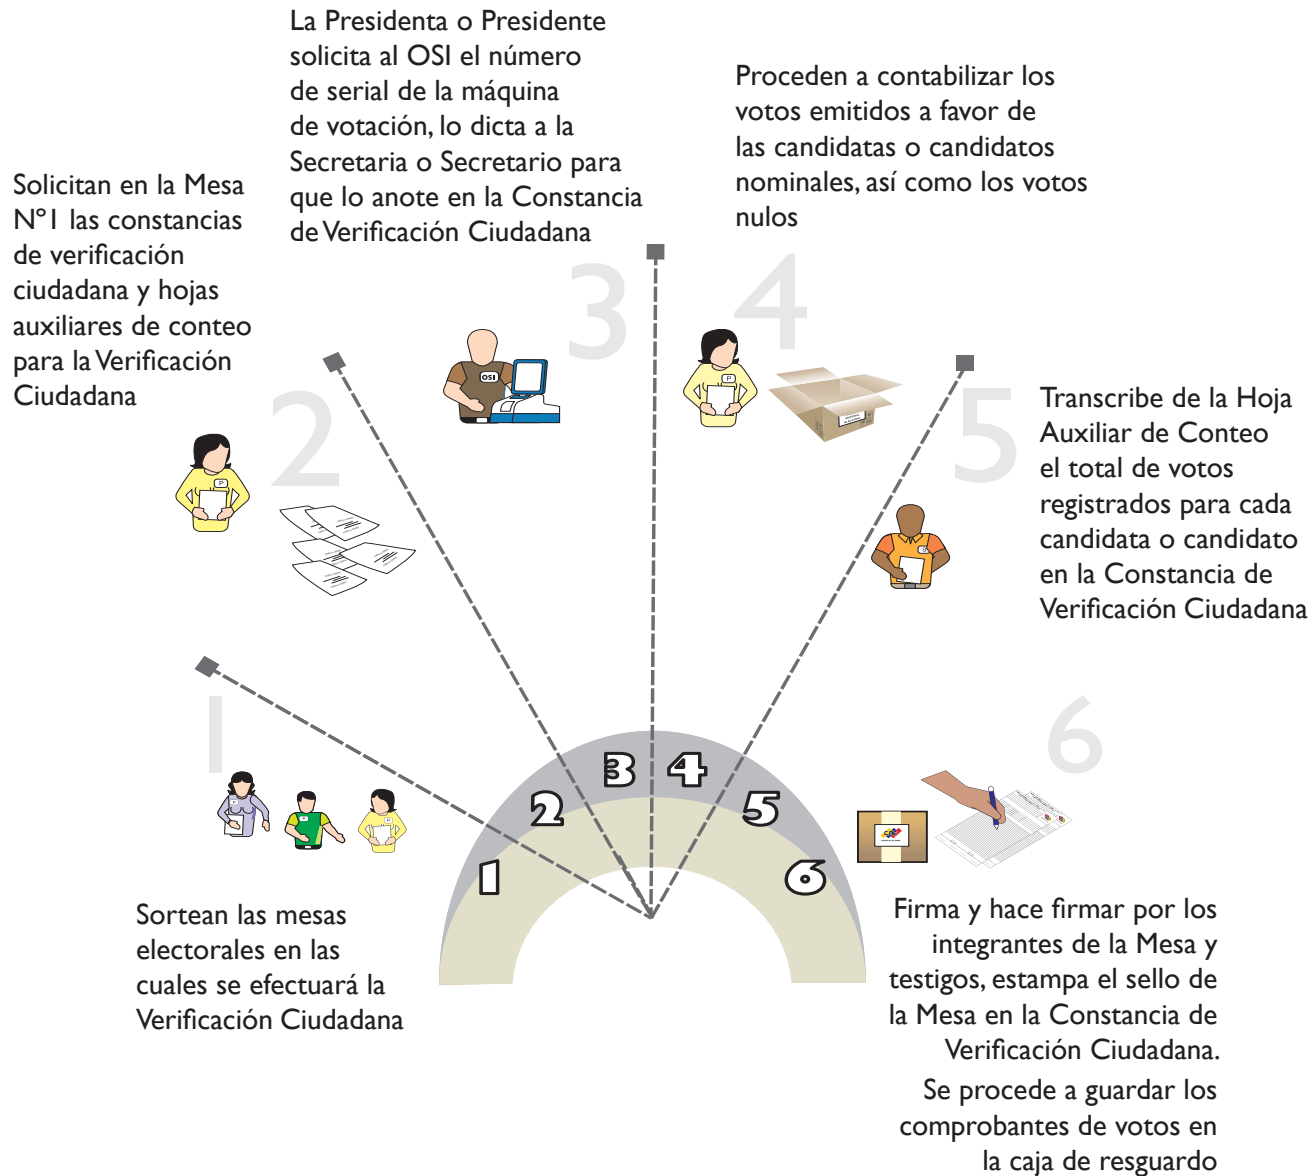 La Presidenta o Presidente
solicita al OSI el número
de serial de la máquina
de votación, lo dicta a la
Secretaria o Secretario para
que lo anote en la Constancia
de Verificación Ciudadana
Proceden a contabilizar los
votos emitidos a favor de
las candidatas o candidatos
nominales, así como los votos
nulos
Solicitan en la Mesa
Nº1 las constancias
de verificación
ciudadana y hojas
auxiliares de conteo
para la Verificación
Ciudadana
3
4
2
5
OSI
P
P
Transcribe de la Hoja
Auxiliar de Conteo
el total de votos
registrados para cada
candidata o candidato
en la Constancia de
Verificación Ciudadana
1
6
3
4
2
5
1
6
Sortean las mesas
electorales en las
cuales se efectuará la
Verificación Ciudadana
Firma y hace firmar por los
integrantes de la Mesa y
testigos, estampa el sello de
la Mesa en la Constancia de
Verificación Ciudadana.
Se procede a guardar los
comprobantes de votos en
la caja de resguardo